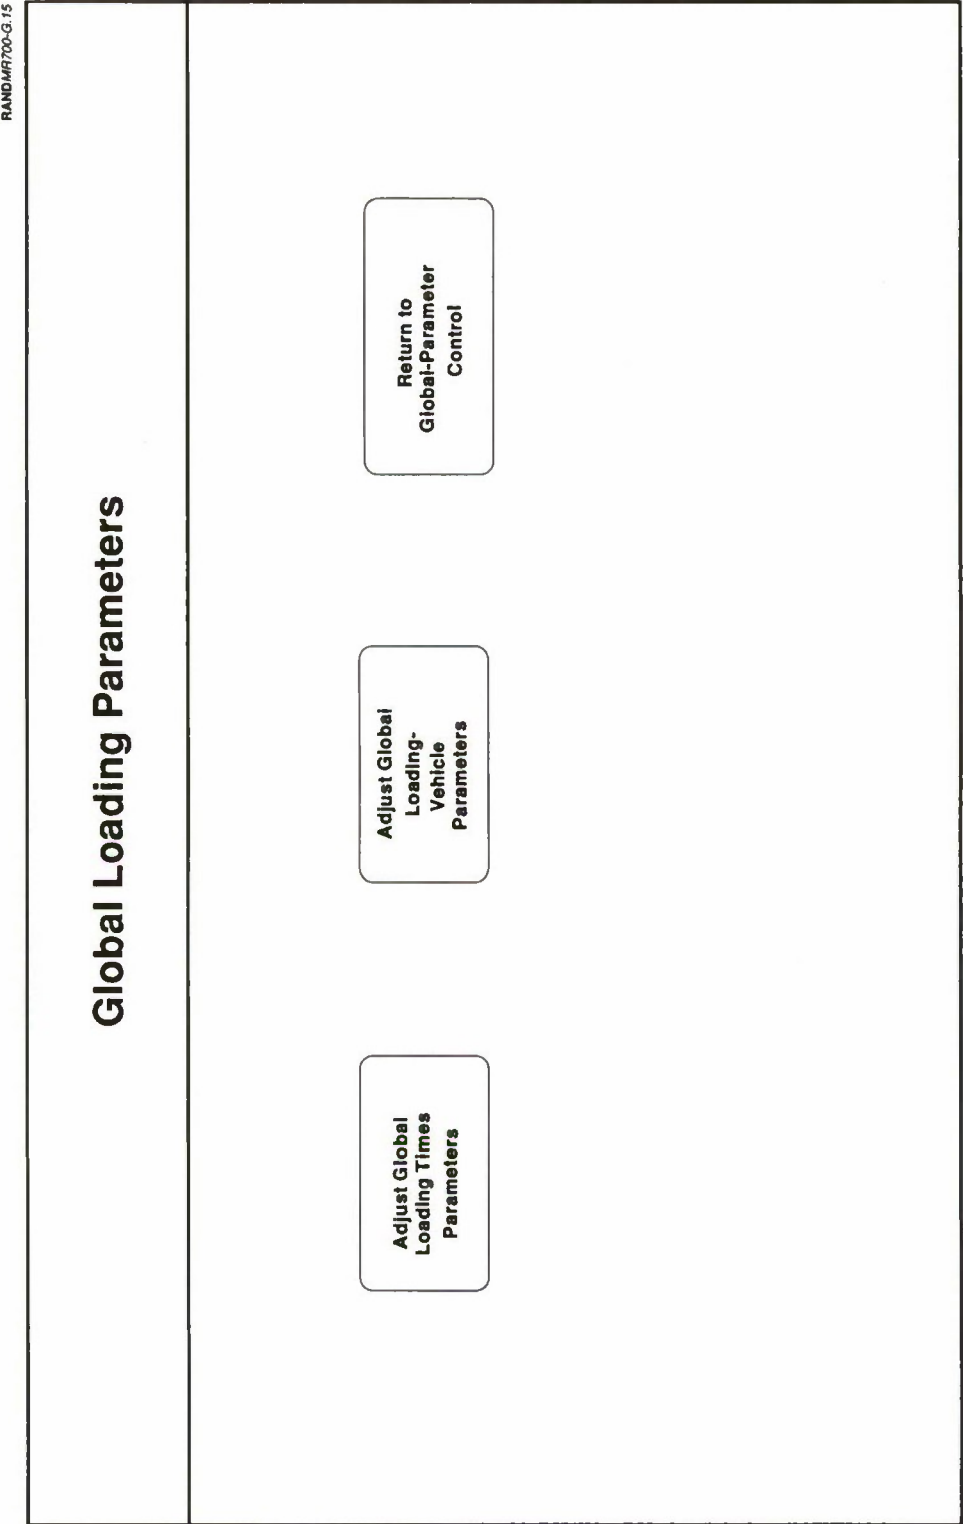 RANDMR700-G.15
Global Loading Parameters
Adjust Global
Loading Times
Parameters
Adjust Global
Loading-
Vehicle
Parameters
Return to
Global-Parameter
Control